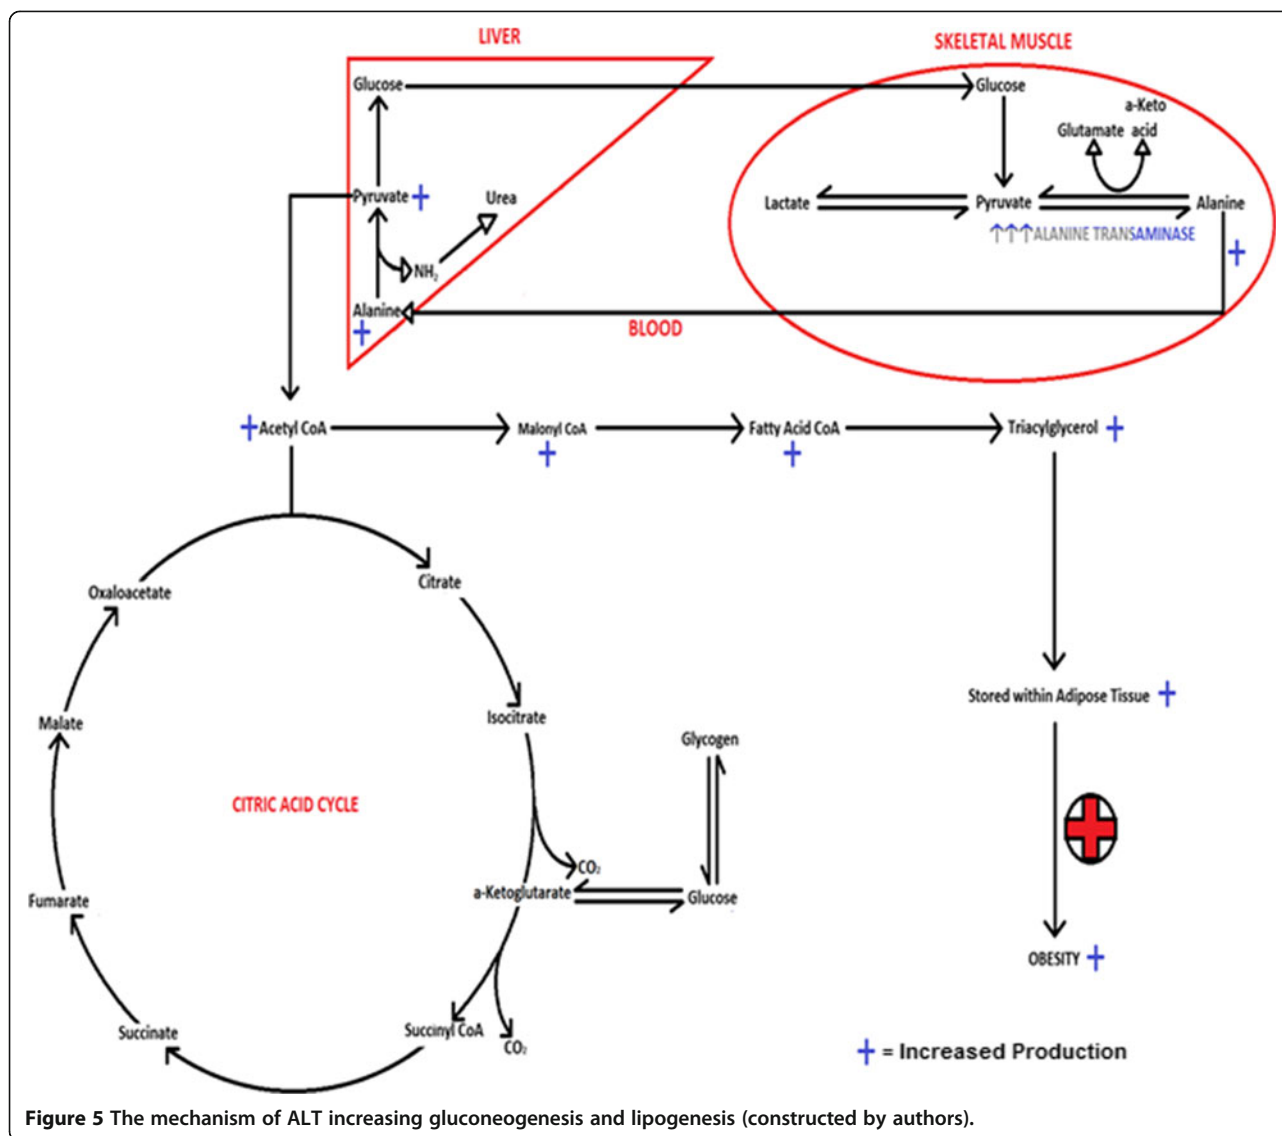 LIVER
SKELETAL MUSCLE
Glucose
Glucose
a-Keto
Glutamate acid
Pyruvate +
Urea
Lactate
Pyruvate
Alanine
↑↑↑ALANINE TRANSAMINASE
+
NH₂
Alanine
+
BLOOD
+ Acetyl CoA
Malonyl CoA
+
Fatty Acid CoA
+
Triacylglycerol +
Oxaloacetate
Citrate
Stored within Adipose Tissue +
Malate
Isocitrate
Glycogen
CITRIC ACID CYCLE
CO₂
a-Ketoglutarate
Glucose
Fumarate
OBESITY +
Succinate
Succinyl CoA
CO₂
+ = Increased Production
Figure 5 The mechanism of ALT increasing gluconeogenesis and lipogenesis (constructed by authors).